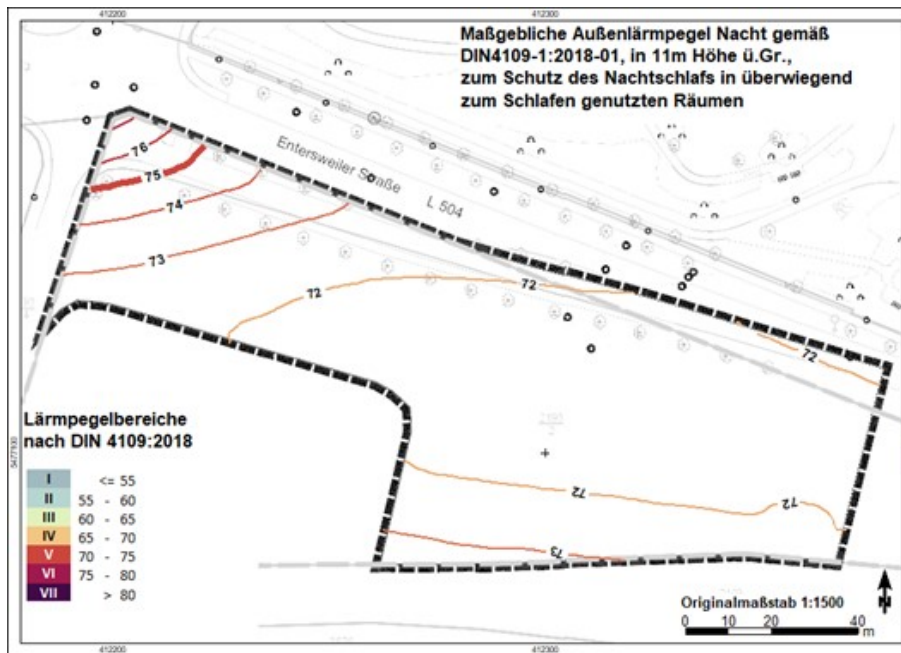 412200
412300
Maßgebliche Außenlärmpegel Nacht gemäß
DIN4109-1:2018-01, in 11m Höhe ü.Gr.,
zum Schutz des Nachtschlafs in überwiegend
zum Schlafen genutzten Räumen
Entersweiler Straße
L 504
76
75
74
73
72
72
72
72
72
73
Lärmpegelbereiche
nach DIN 4109:2018
I <= 55
II 55 - 60
III 60 - 65
IV 65 - 70
V 70 - 75
VI 75 - 80
VII > 80
5477900
Originalmaßstab 1:1500
0 10 20 40
m
N
412200
412300